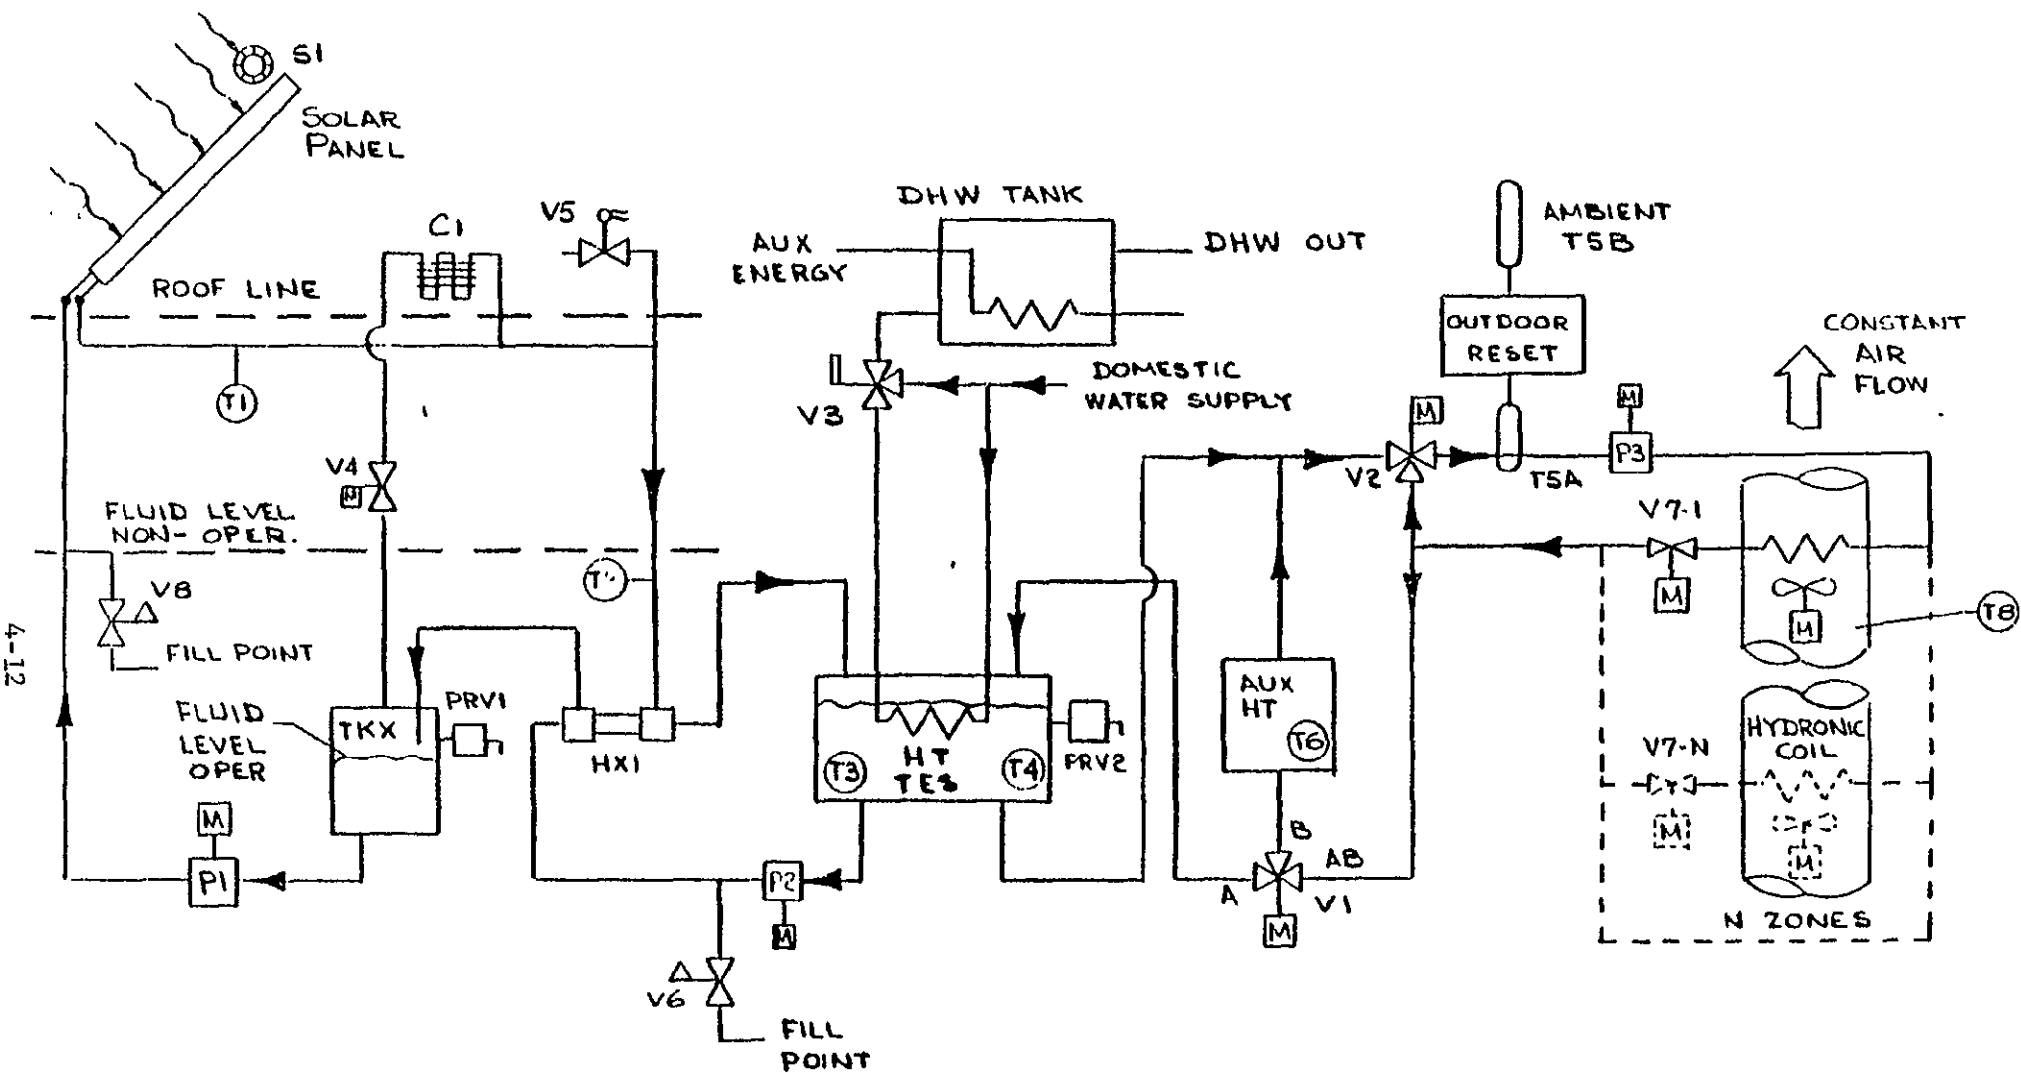 S1
SOLAR
PANEL
DHW TANK
C1
V5
AUX
ENERGY
DHW OUT
AMBIENT
T5B
ROOF LINE
OUTDOOR
RESET
CONSTANT
AIR
FLOW
T1
DOMESTIC
WATER SUPPLY
V3
M
M
V4
M
V2
P3
T5A
FLUID LEVEL
NON-OPER.
V7-1
V8
M
M
T8
4-12
FILL POINT
PRV1
AUX
HT
T6
FLUID
LEVEL
OPER
TKX
HX1
HT
TES
T3
T4
PRV2
V7-N
HYDRONIC
COIL
M
M
M
P1
P2
M
B
A
AB
V1
M
N ZONES
V6
FILL
POINT